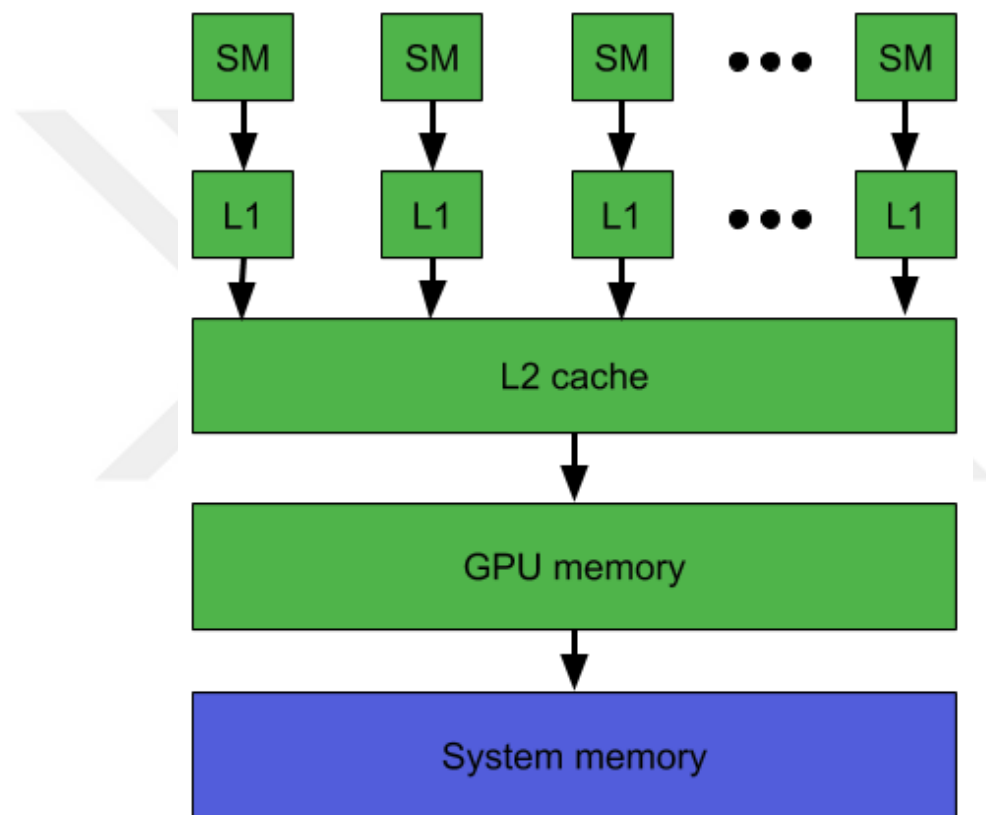 SM SM SM SM
L1 L1 L1 L1
L2 cache
GPU memory
System memory